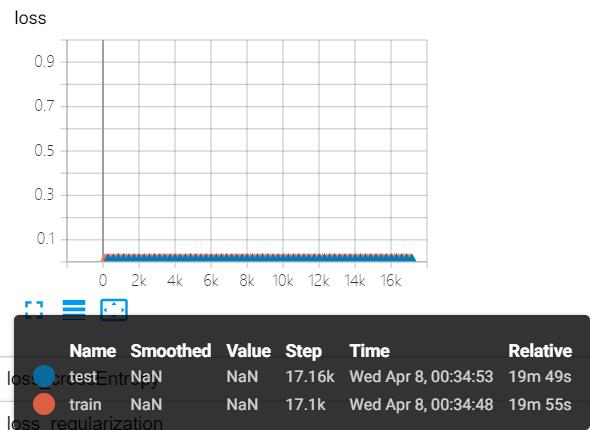 loss
0.9
0.7
0.5
0.3
0.1
0 2k 4k 6k 8k 10k 12k 14k 16k
Name Smoothed Value Step Time Relative
test NaN NaN 17.16k Wed Apr 8, 00:34:53 19m 49s
loss_crossEntropy
train NaN NaN 17.1k Wed Apr 8, 00:34:48 19m 55s
loss_regularization